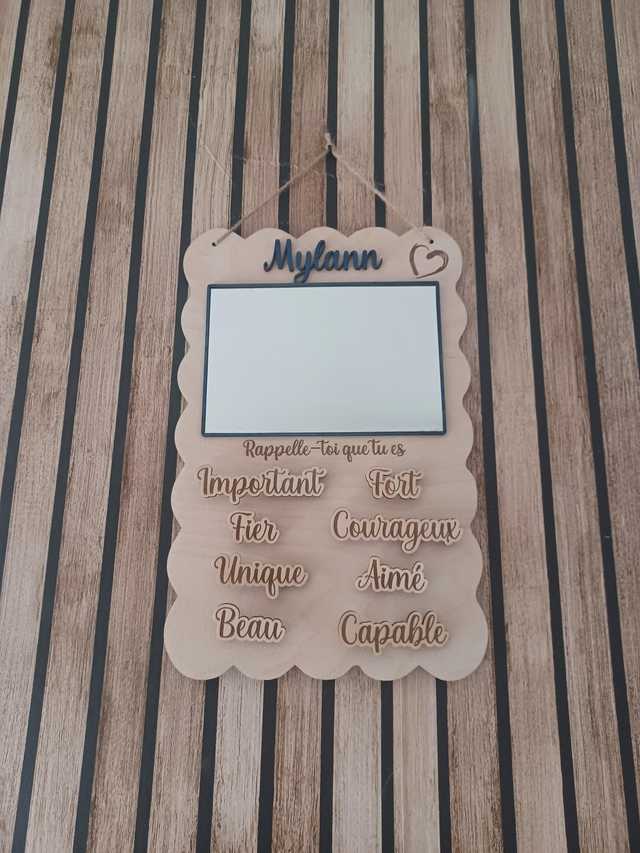 Mylann
Rappelle-toi que tu es
Important Fort
Fier Courageux
Unique Aimé
Beau Capable